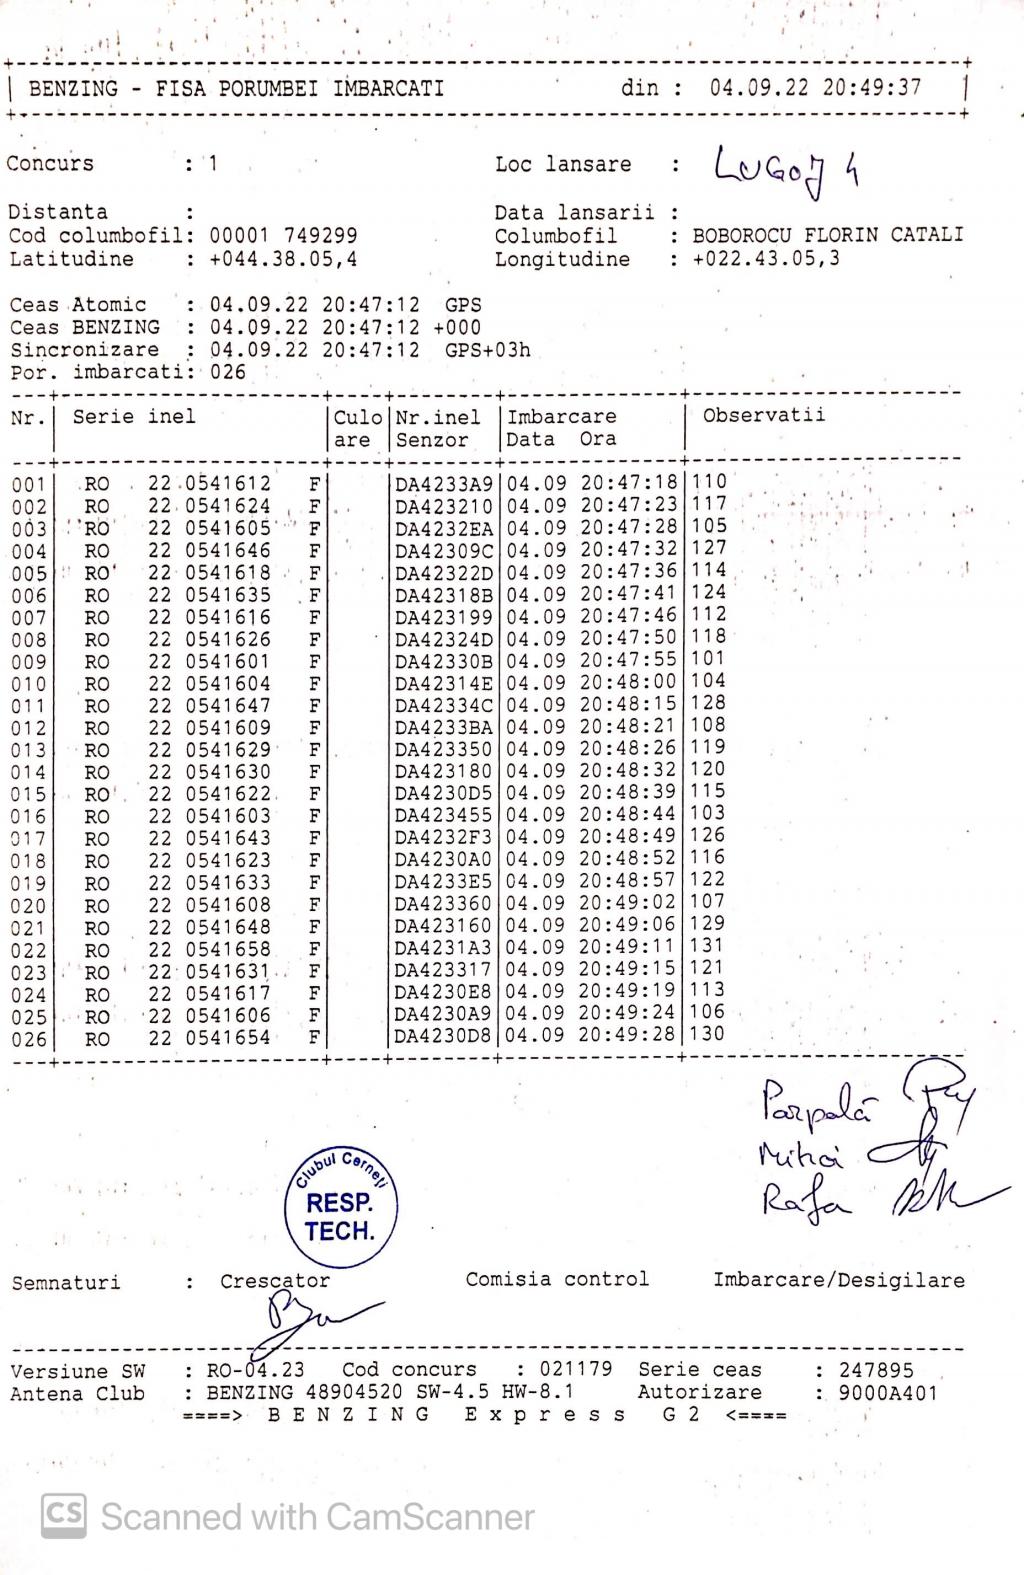 BENZING - FISA PORUMBEI IMBARCATI din : 04.09.22 20:49:37
Concurs : 1 Loc lansare : LUGOJ 4
Distanta : Data lansarii :
Cod columbofil: 00001 749299 Columbofil : BOBOROCU FLORIN CATALI
Latitudine : +044.38.05,4 Longitudine : +022.43.05,3
Ceas Atomic : 04.09.22 20:47:12 GPS
Ceas BENZING : 04.09.22 20:47:12 +000
Sincronizare : 04.09.22 20:47:12 GPS+03h
Por. imbarcati: 026
Nr. Serie inel Culo Nr.inel Imbarcare Observatii
are Senzor Data Ora
001 RO 22 0541612 F DA4233A9 04.09 20:47:18 110
002 RO 22 0541624 F DA423210 04.09 20:47:23 117
003 RO 22 0541605 F DA4232EA 04.09 20:47:28 105
004 RO 22 0541646 F DA42309C 04.09 20:47:32 127
005 RO 22 0541618 F DA42322D 04.09 20:47:36 114
006 RO 22 0541635 F DA42318B 04.09 20:47:41 124
007 RO 22 0541616 F DA423199 04.09 20:47:46 112
008 RO 22 0541626 F DA42324D 04.09 20:47:50 118
009 RO 22 0541601 F DA42330B 04.09 20:47:55 101
010 RO 22 0541604 F DA42314E 04.09 20:48:00 104
011 RO 22 0541647 F DA42334C 04.09 20:48:15 128
012 RO 22 0541609 F DA4233BA 04.09 20:48:21 108
013 RO 22 0541629 F DA423350 04.09 20:48:26 119
014 RO 22 0541630 F DA423180 04.09 20:48:32 120
015 RO 22 0541622 F DA4230D5 04.09 20:48:39 115
016 RO 22 0541603 F DA423455 04.09 20:48:44 103
017 RO 22 0541643 F DA4232F3 04.09 20:48:49 126
018 RO 22 0541623 F DA4230A0 04.09 20:48:52 116
019 RO 22 0541633 F DA4233E5 04.09 20:48:57 122
020 RO 22 0541608 F DA423360 04.09 20:49:02 107
021 RO 22 0541648 F DA423160 04.09 20:49:06 129
022 RO 22 0541658 F DA4231A3 04.09 20:49:11 131
023 RO 22 0541631 F DA423317 04.09 20:49:15 121
024 RO 22 0541617 F DA4230E8 04.09 20:49:19 113
025 RO 22 0541606 F DA4230A9 04.09 20:49:24 106
026 RO 22 0541654 F DA4230D8 04.09 20:49:28 130
Parpală
Mihai
Rafa
Clubul Cerneți
RESP.
TECH.
Semnaturi : Crescator Comisia control Imbarcare/Desigilare
Versiune SW : RO-04.23 Cod concurs : 021179 Serie ceas : 247895
Antena Club : BENZING 48904520 SW-4.5 HW-8.1 Autorizare : 9000A401
====> B E N Z I N G E x p r e s s G 2 <====
CS Scanned with CamScanner